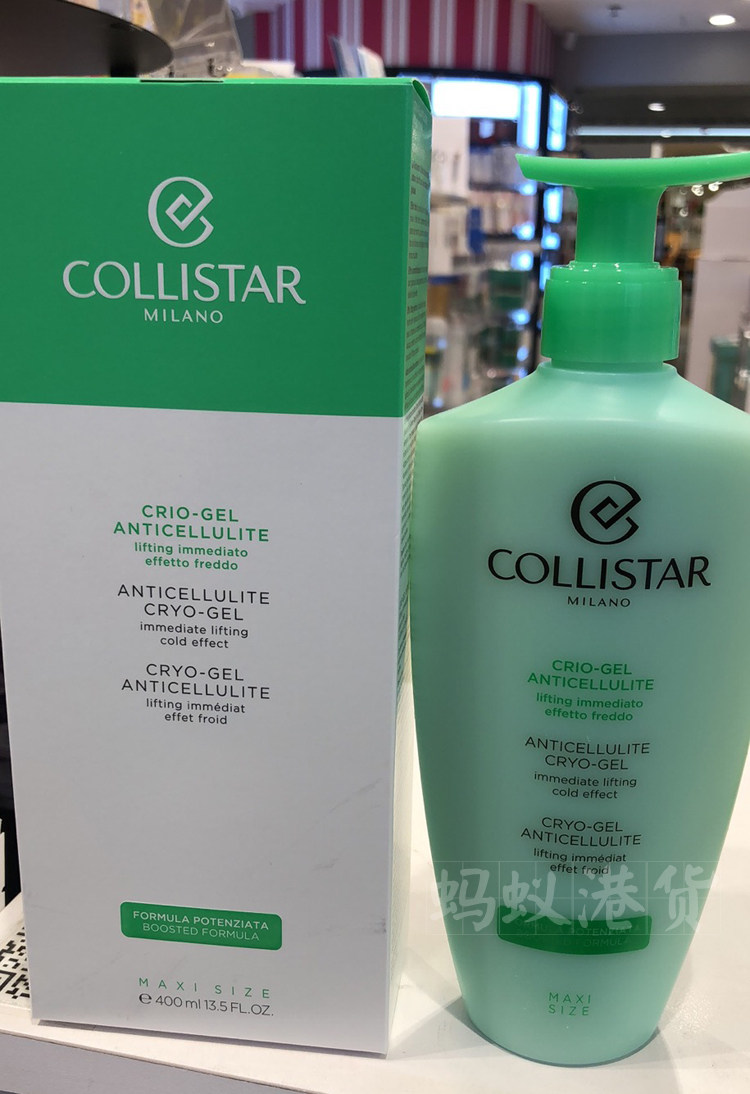 COLLISTAR
MILANO
CRIO-GEL
ANTICELLULITE
lifting immediato
effetto freddo
ANTICELLULITE
CRYO-GEL
immediate lifting
cold effect
CRYO-GEL
ANTICELLULITE
lifting immédiat
effet froid
FORMULA POTENZIATA
BOOSTED FORMULA
MAXI SIZE
℮ 400 ml 13.5 FL.OZ.
COLLISTAR
MILANO
CRIO-GEL
ANTICELLULITE
lifting immediato
effetto freddo
ANTICELLULITE
CRYO-GEL
immediate lifting
cold effect
CRYO-GEL
ANTICELLULITE
lifting immédiat
effet froid
蚂蚁港货
FORMULA
MAXI
SIZE